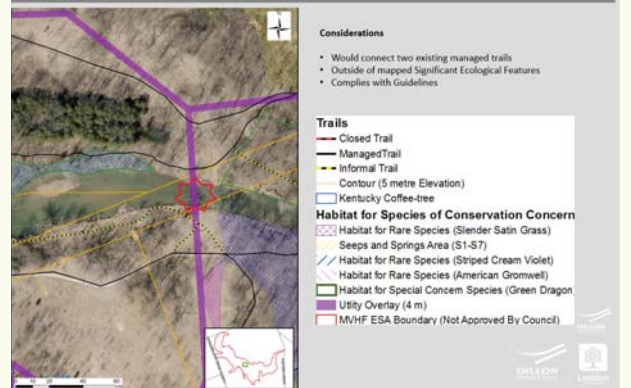 Considerations
• Would connect two existing managed trails
• Outside of mapped Significant Ecological Features
• Complies with Guidelines
Trails
Closed Trail
ManagedTrail
Informal Trail
Contour (5 metre Elevation)
Kentucky Coffee-tree
Habitat for Species of Conservation Concern
Habitat for Rare Species (Slender Satin Grass)
Seeps and Springs Area (S1-S7)
Habitat for Rare Species (Striped Cream Violet)
Habitat for Rare Species (American Gromwell)
Habitat for Special Concern Species (Green Dragon
Utlity Overlay (4 m)
MVHF ESA Boundary (Not Approved By Council)
DILLON
London